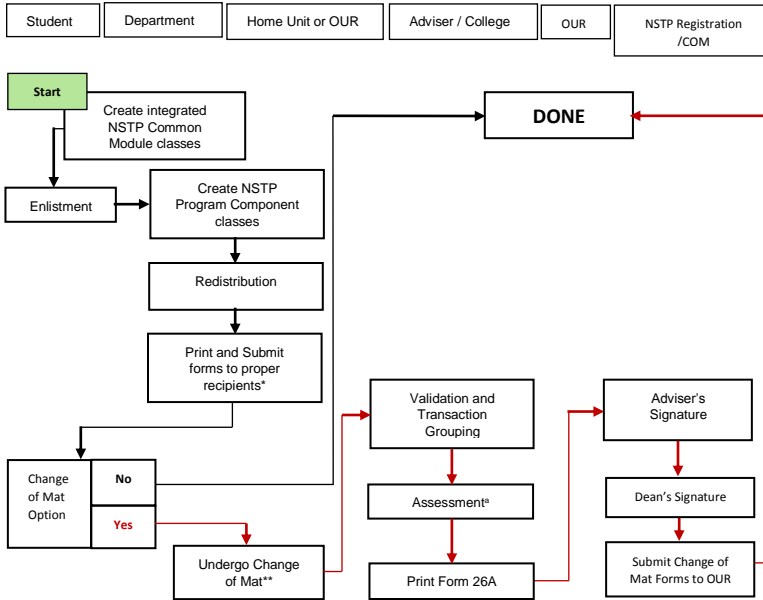 Student
Department
Home Unit or OUR
Adviser / College
OUR
NSTP Registration
/COM
Start
Create integrated
NSTP Common
Module classes
DONE
Enlistment
Create NSTP
Program Component
classes
Redistribution
Print and Submit
forms to proper
recipients*
Change
of Mat
Option
No
Yes
Undergo Change
of Mat**
Validation and
Transaction
Grouping
Assessmentª
Print Form 26A
Adviser's
Signature
Dean's Signature
Submit Change of
Mat Forms to OUR